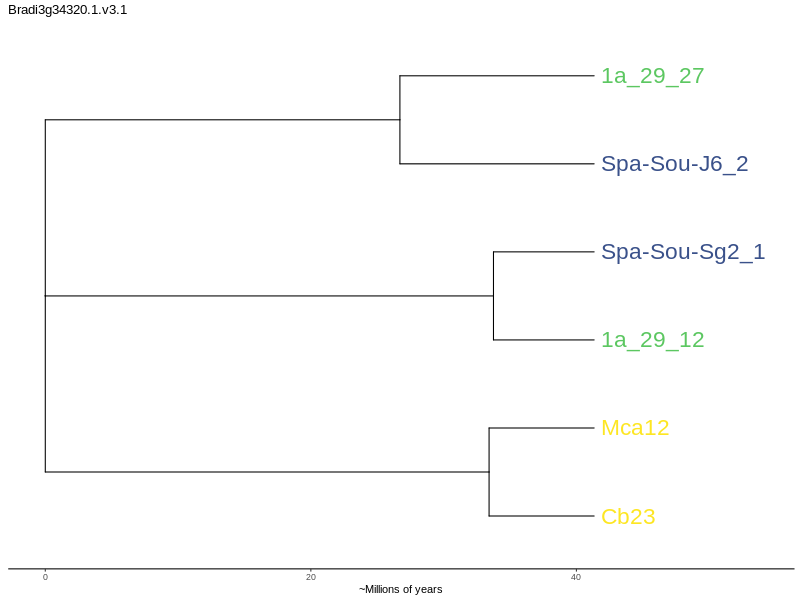 Bradi3g34320.1.v3.1
1a_29_27
Spa-Sou-J6_2
Spa-Sou-Sg2_1
1a_29_12
Mca12
Cb23
0 20 40
~Millions of years